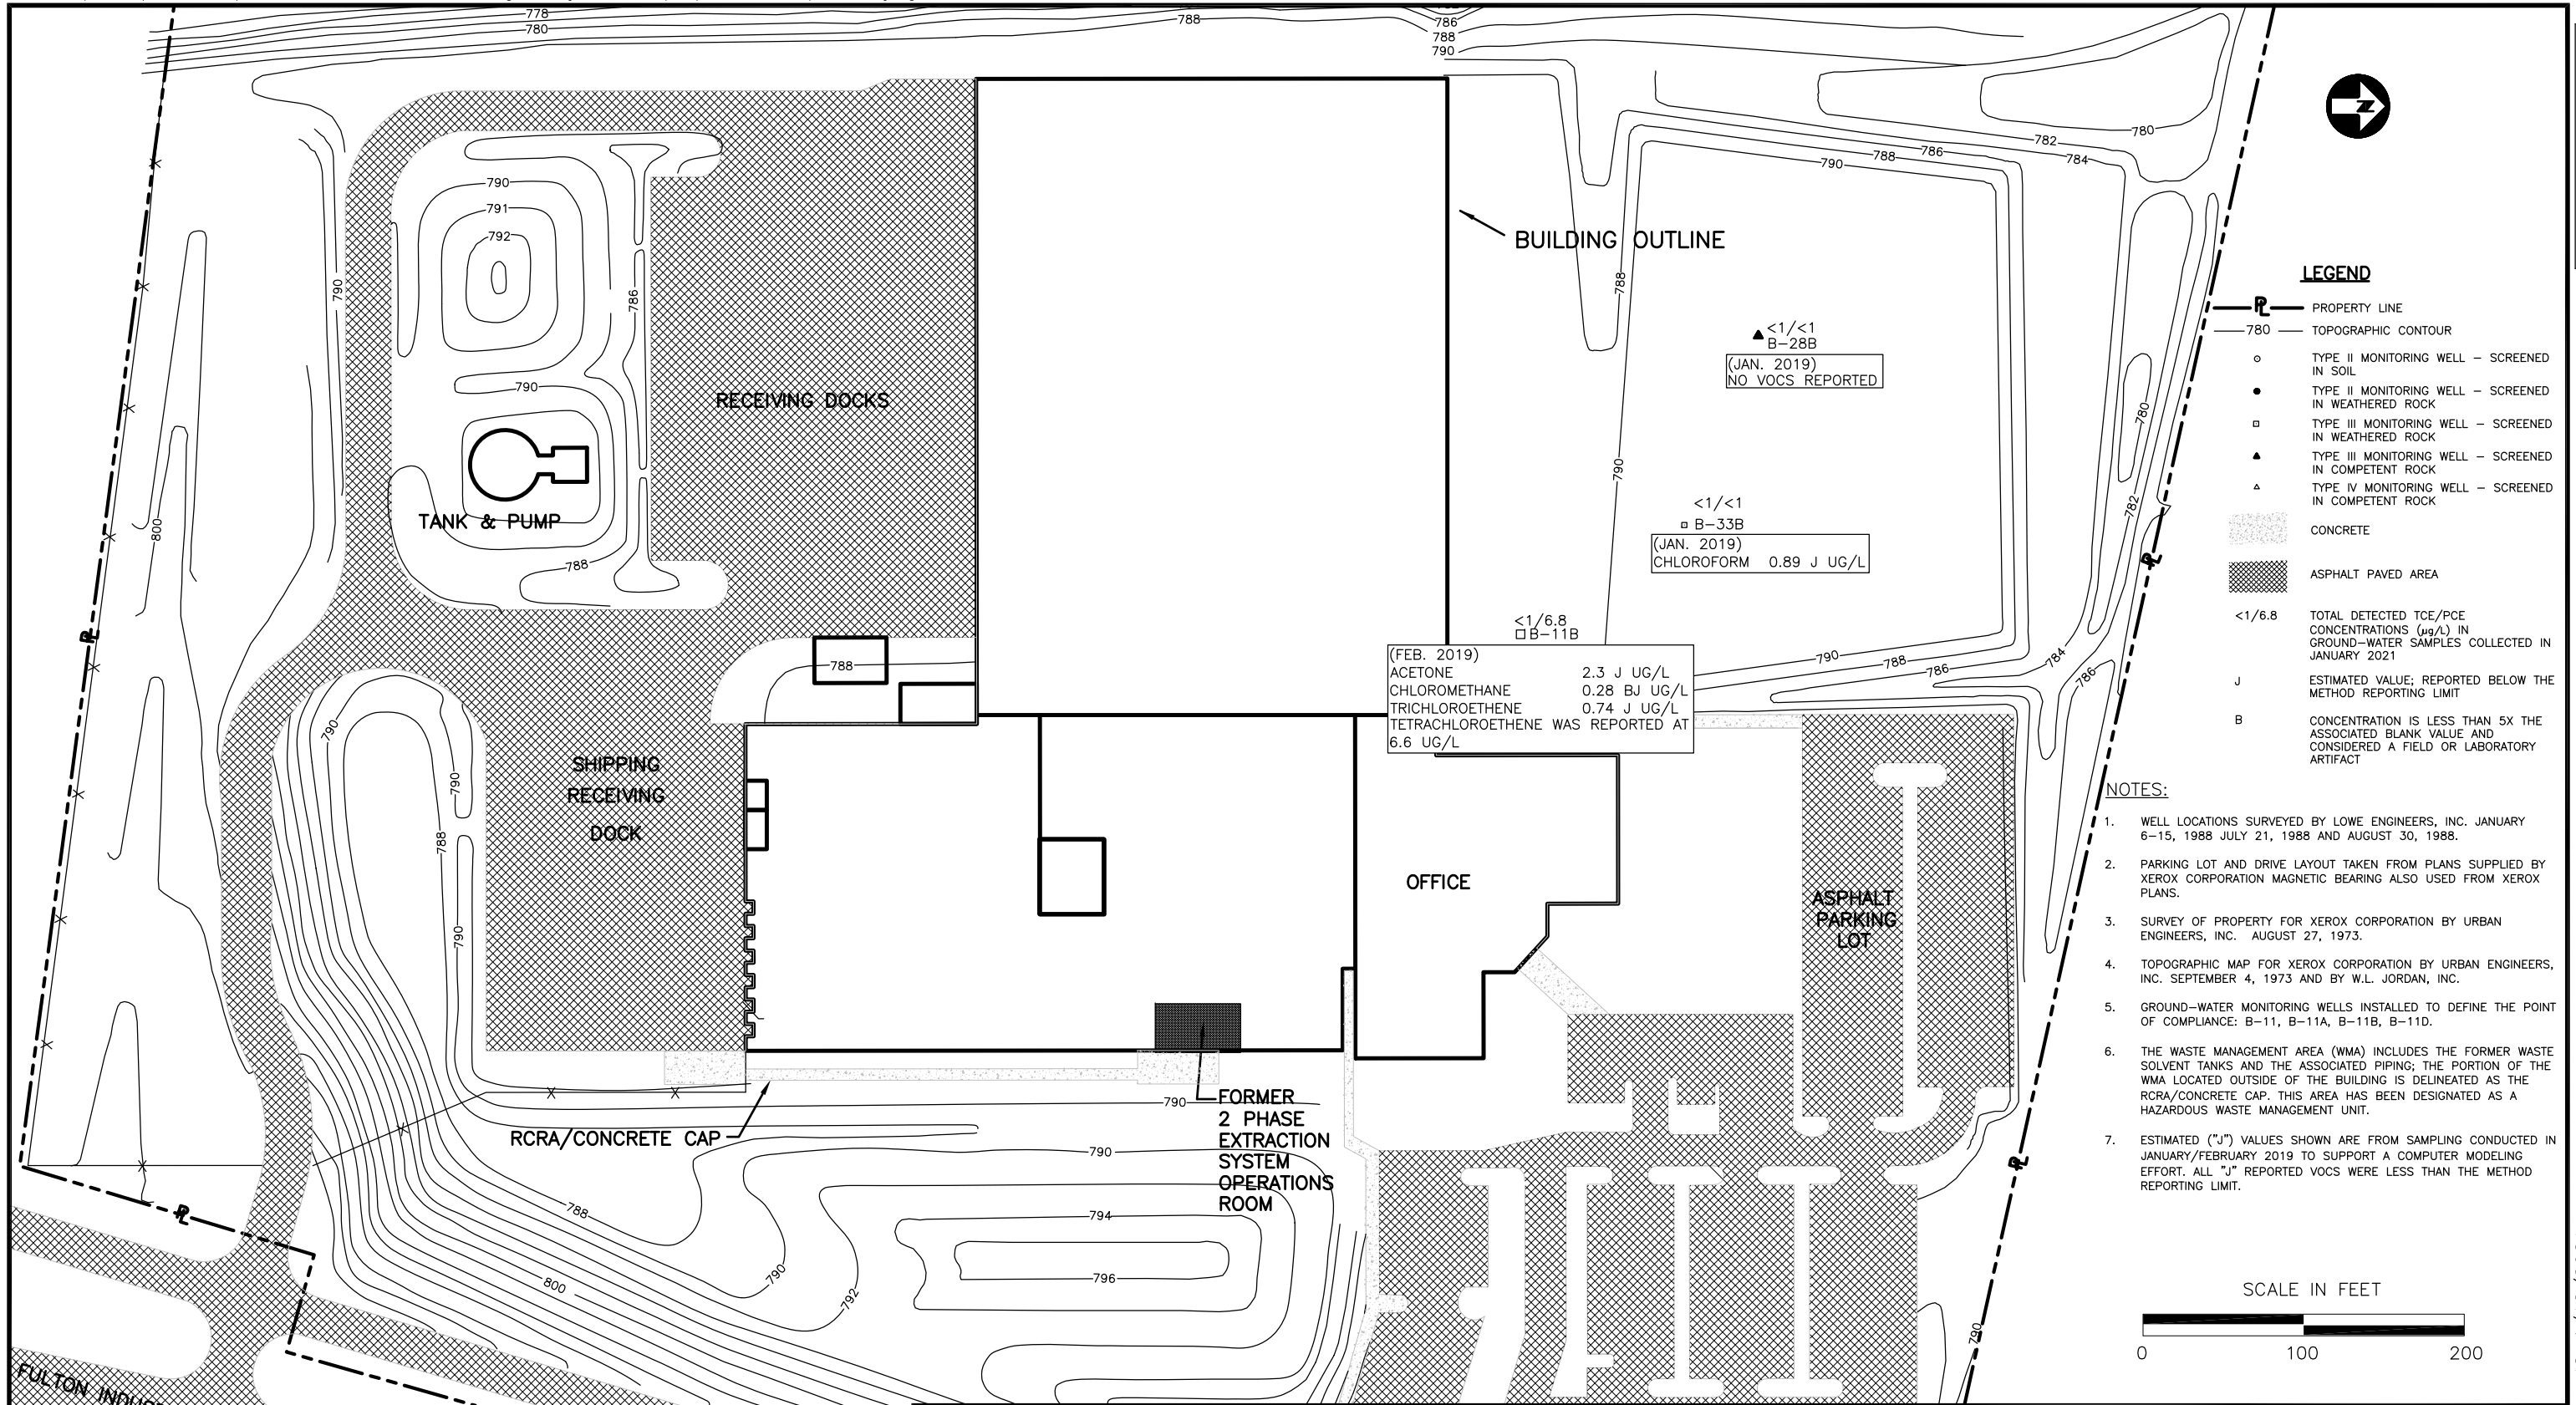 778
780
788
786
788
790
790
791
792
790
786
790
788
800
RECEIVING DOCKS
TANK & PUMP
BUILDING OUTLINE
788
790
790
788
786
782
784
780
<1/<1
B-28B
(JAN. 2019)
NO VOCS REPORTED
<1/<1
B-33B
(JAN. 2019)
CHLOROFORM 0.89 J UG/L
<1/6.8
B-11B
(FEB. 2019)
ACETONE 2.3 J UG/L
CHLOROMETHANE 0.28 BJ UG/L
TRICHLOROETHENE 0.74 J UG/L
TETRACHLOROETHENE WAS REPORTED AT
6.6 UG/L
790
788
786
784
786
780
782
788
790
790
788
790
SHIPPING
RECEIVING
DOCK
OFFICE
ASPHALT
PARKING
LOT
RCRA/CONCRETE CAP
FORMER
2 PHASE
EXTRACTION
SYSTEM
OPERATIONS
ROOM
790
790
788
794
796
790
792
800
790
PL
PL
PL
PL
Z
LEGEND
PL PROPERTY LINE
780 TOPOGRAPHIC CONTOUR
TYPE II MONITORING WELL – SCREENED
IN SOIL
TYPE II MONITORING WELL – SCREENED
IN WEATHERED ROCK
TYPE III MONITORING WELL – SCREENED
IN WEATHERED ROCK
TYPE III MONITORING WELL – SCREENED
IN COMPETENT ROCK
TYPE IV MONITORING WELL – SCREENED
IN COMPETENT ROCK
CONCRETE
ASPHALT PAVED AREA
<1/6.8 TOTAL DETECTED TCE/PCE
CONCENTRATIONS (µg/L) IN
GROUND-WATER SAMPLES COLLECTED IN
JANUARY 2021
J ESTIMATED VALUE; REPORTED BELOW THE
METHOD REPORTING LIMIT
B CONCENTRATION IS LESS THAN 5X THE
ASSOCIATED BLANK VALUE AND
CONSIDERED A FIELD OR LABORATORY
ARTIFACT
NOTES:
1. WELL LOCATIONS SURVEYED BY LOWE ENGINEERS, INC. JANUARY
6-15, 1988 JULY 21, 1988 AND AUGUST 30, 1988.
2. PARKING LOT AND DRIVE LAYOUT TAKEN FROM PLANS SUPPLIED BY
XEROX CORPORATION MAGNETIC BEARING ALSO USED FROM XEROX
PLANS.
3. SURVEY OF PROPERTY FOR XEROX CORPORATION BY URBAN
ENGINEERS, INC. AUGUST 27, 1973.
4. TOPOGRAPHIC MAP FOR XEROX CORPORATION BY URBAN ENGINEERS,
INC. SEPTEMBER 4, 1973 AND BY W.L. JORDAN, INC.
5. GROUND-WATER MONITORING WELLS INSTALLED TO DEFINE THE POINT
OF COMPLIANCE: B-11, B-11A, B-11B, B-11D.
6. THE WASTE MANAGEMENT AREA (WMA) INCLUDES THE FORMER WASTE
SOLVENT TANKS AND THE ASSOCIATED PIPING; THE PORTION OF THE
WMA LOCATED OUTSIDE OF THE BUILDING IS DELINEATED AS THE
RCRA/CONCRETE CAP. THIS AREA HAS BEEN DESIGNATED AS A
HAZARDOUS WASTE MANAGEMENT UNIT.
7. ESTIMATED ("J") VALUES SHOWN ARE FROM SAMPLING CONDUCTED IN
JANUARY/FEBRUARY 2019 TO SUPPORT A COMPUTER MODELING
EFFORT. ALL "J" REPORTED VOCS WERE LESS THAN THE METHOD
REPORTING LIMIT.
SCALE IN FEET
0 100 200
FULTON